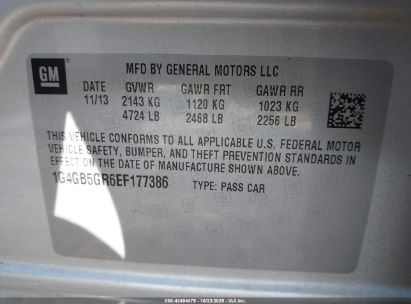 GM
MFD BY GENERAL MOTORS LLC
DATE GVWR GAWR FRT GAWR RR
11/13 2143 KG 1120 KG 1023 KG
4724 LB 2468 LB 2256 LB
THIS VEHICLE CONFORMS TO ALL APPLICABLE U.S. FEDERAL MOTOR
VEHICLE SAFETY, BUMPER, AND THEFT PREVENTION STANDARDS IN
EFFECT ON THE DATE OF MANUFACTURE SHOWN ABOVE.
1G4GB5GR6EF177386 TYPE: PASS CAR